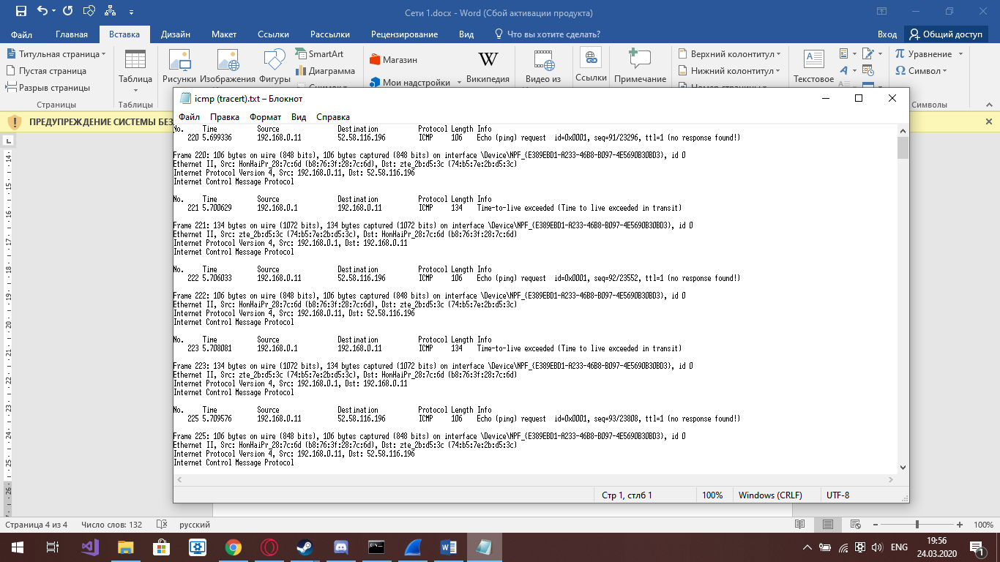 Сети 1.docx - Word (Сбой активации продукта)
Файл Главная Вставка Дизайн Макет Ссылки Рассылки Рецензирование Вид Что вы хотите сделать? Вход Общий доступ
Титульная страница
Пустая страница
Разрыв страницы
Страницы
Таблица
Таблицы
Рисунки Изображения Фигуры
SmartArt
Диаграмма
Снимок
Магазин
Мои надстройки
W
Википедия
Видео из
Ссылки
Примечание
Верхний колонтитул
Нижний колонтитул
Номер страницы
Текстовое
Уравнение
Символ
Символы
ПРЕДУПРЕЖДЕНИЕ СИСТЕМЫ БЕЗ
icmp (tracert).txt – Блокнот
Файл Правка Формат Вид Справка
No. Time Source Destination Protocol Length Info
220 5.699336 192.168.0.11 52.58.116.196 ICMP 106 Echo (ping) request id=0x0001, seq=91/23296, ttl=1 (no response found!)
Frame 220: 106 bytes on wire (848 bits), 106 bytes captured (848 bits) on interface \Device\NPF_{E389EBD1-A233-46B8-B097-4E5690B30BD3}, id 0
Ethernet II, Src: HonHaiPr_28:7c:6d (b8:76:3f:28:7c:6d), Dst: zte_2b:d5:3c (74:b5:7e:2b:d5:3c)
Internet Protocol Version 4, Src: 192.168.0.11, Dst: 52.58.116.196
Internet Control Message Protocol
No. Time Source Destination Protocol Length Info
221 5.700629 192.168.0.1 192.168.0.11 ICMP 134 Time-to-live exceeded (Time to live exceeded in transit)
Frame 221: 134 bytes on wire (1072 bits), 134 bytes captured (1072 bits) on interface \Device\NPF_{E389EBD1-A233-46B8-B097-4E5690B30BD3}, id 0
Ethernet II, Src: zte_2b:d5:3c (74:b5:7e:2b:d5:3c), Dst: HonHaiPr_28:7c:6d (b8:76:3f:28:7c:6d)
Internet Protocol Version 4, Src: 192.168.0.1, Dst: 192.168.0.11
Internet Control Message Protocol
No. Time Source Destination Protocol Length Info
222 5.706033 192.168.0.11 52.58.116.196 ICMP 106 Echo (ping) request id=0x0001, seq=92/23552, ttl=1 (no response found!)
Frame 222: 106 bytes on wire (848 bits), 106 bytes captured (848 bits) on interface \Device\NPF_{E389EBD1-A233-46B8-B097-4E5690B30BD3}, id 0
Ethernet II, Src: HonHaiPr_28:7c:6d (b8:76:3f:28:7c:6d), Dst: zte_2b:d5:3c (74:b5:7e:2b:d5:3c)
Internet Protocol Version 4, Src: 192.168.0.11, Dst: 52.58.116.196
Internet Control Message Protocol
No. Time Source Destination Protocol Length Info
223 5.708081 192.168.0.1 192.168.0.11 ICMP 134 Time-to-live exceeded (Time to live exceeded in transit)
Frame 223: 134 bytes on wire (1072 bits), 134 bytes captured (1072 bits) on interface \Device\NPF_{E389EBD1-A233-46B8-B097-4E5690B30BD3}, id 0
Ethernet II, Src: zte_2b:d5:3c (74:b5:7e:2b:d5:3c), Dst: HonHaiPr_28:7c:6d (b8:76:3f:28:7c:6d)
Internet Protocol Version 4, Src: 192.168.0.1, Dst: 192.168.0.11
Internet Control Message Protocol
No. Time Source Destination Protocol Length Info
225 5.709576 192.168.0.11 52.58.116.196 ICMP 106 Echo (ping) request id=0x0001, seq=93/23808, ttl=1 (no response found!)
Frame 225: 106 bytes on wire (848 bits), 106 bytes captured (848 bits) on interface \Device\NPF_{E389EBD1-A233-46B8-B097-4E5690B30BD3}, id 0
Ethernet II, Src: HonHaiPr_28:7c:6d (b8:76:3f:28:7c:6d), Dst: zte_2b:d5:3c (74:b5:7e:2b:d5:3c)
Internet Protocol Version 4, Src: 192.168.0.11, Dst: 52.58.116.196
Internet Control Message Protocol
Стр 1, стлб 1 100% Windows (CRLF) UTF-8
14
15
16
17
18
19
20
21
22
23
24
25
26
Страница 4 из 4 Число слов: 132 русский 100%
ENG
19:56
24.03.2020
1